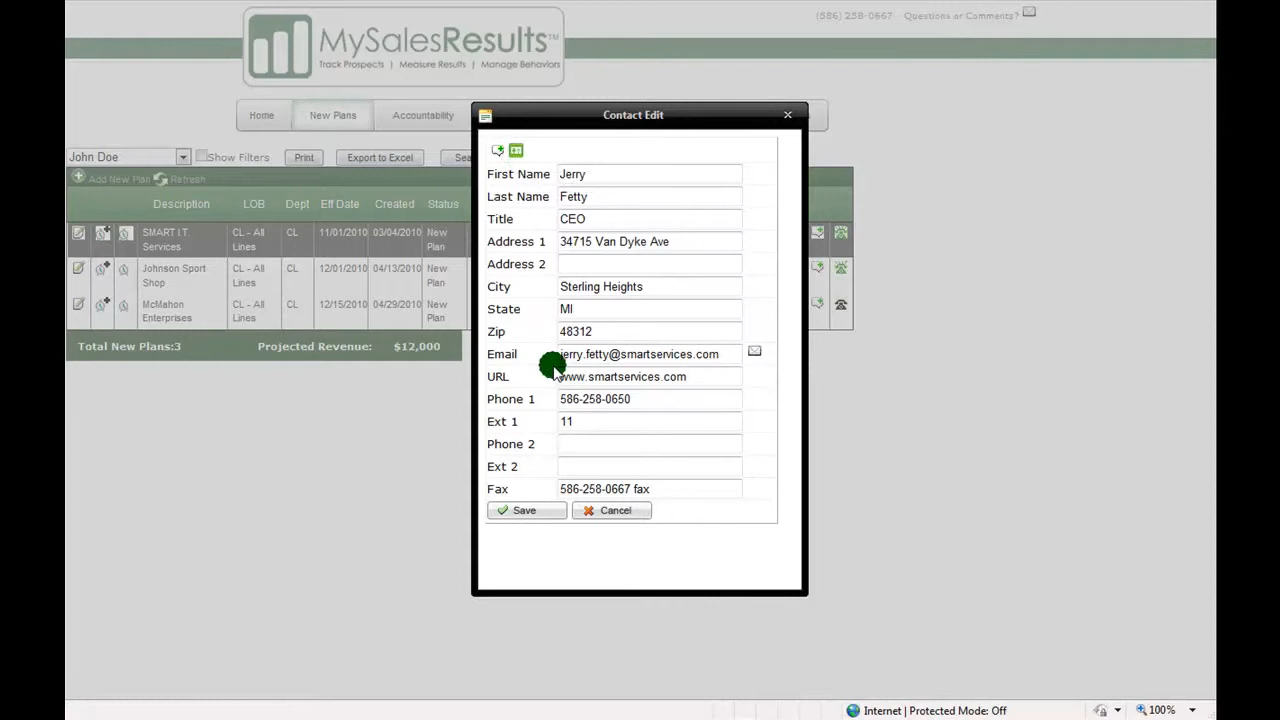 (586) 258-0667 Questions or Comments?
MySalesResults™
Track Prospects | Measure Results | Manage Behaviors
Home New Plans Accountability
John Doe Show Filters Print Export to Excel Sea
Add New Plan Refresh
Description LOB Dept Eff Date Created Status
SMART I.T. Services CL - All Lines CL 11/01/2010 03/04/2010 New Plan
Johnson Sport Shop CL - All Lines CL 12/01/2010 04/13/2010 New Plan
McMahon Enterprises CL - All Lines CL 12/15/2010 04/29/2010 New Plan
Total New Plans:3 Projected Revenue: $12,000
Contact Edit
First Name Jerry
Last Name Fetty
Title CEO
Address 1 34715 Van Dyke Ave
Address 2
City Sterling Heights
State MI
Zip 48312
Email jerry.fetty@smartservices.com
URL www.smartservices.com
Phone 1 586-258-0650
Ext 1 11
Phone 2
Ext 2
Fax 586-258-0667 fax
Save Cancel
Internet | Protected Mode: Off 100%